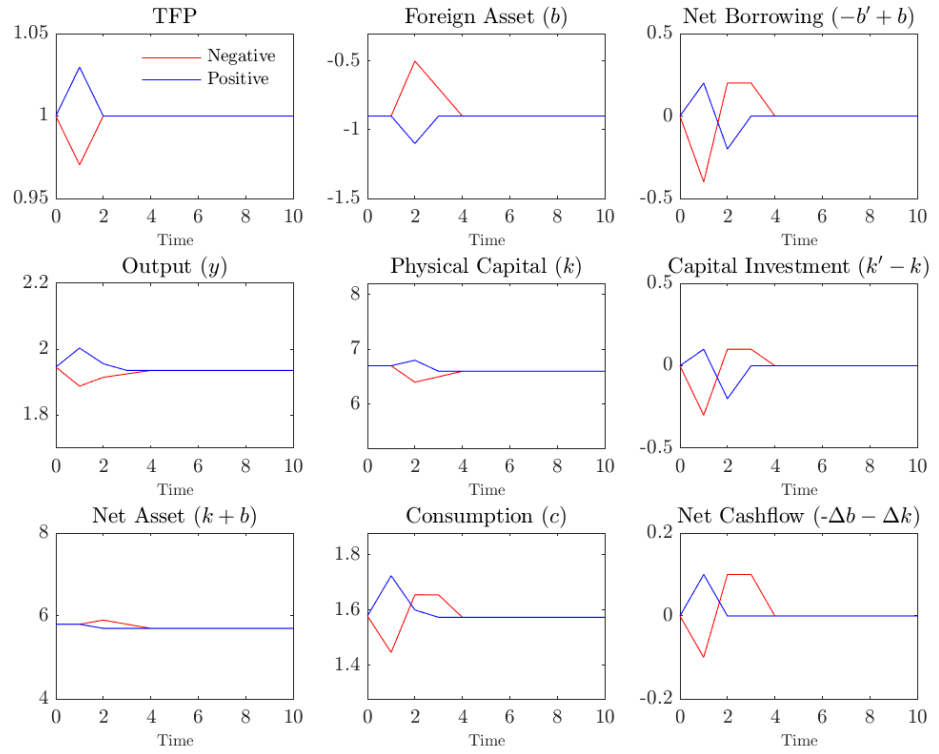 TFP
Foreign Asset (b)
Net Borrowing (−b′ + b)
1.05
1
0.95
Negative
Positive
0 2 4 6 8 10
Time
-0.5
-1
-1.5
0 2 4 6 8 10
Time
0.5
0
-0.5
0 2 4 6 8 10
Time
Output (y)
Physical Capital (k)
Capital Investment (k′ − k)
2.2
2
1.8
0 2 4 6 8 10
Time
8
7
6
0 2 4 6 8 10
Time
0.5
0
-0.5
0 2 4 6 8 10
Time
Net Asset (k + b)
Consumption (c)
Net Cashflow (-Δb − Δk)
8
6
4
0 2 4 6 8 10
Time
1.8
1.6
1.4
0 2 4 6 8 10
Time
0.2
0
-0.2
0 2 4 6 8 10
Time